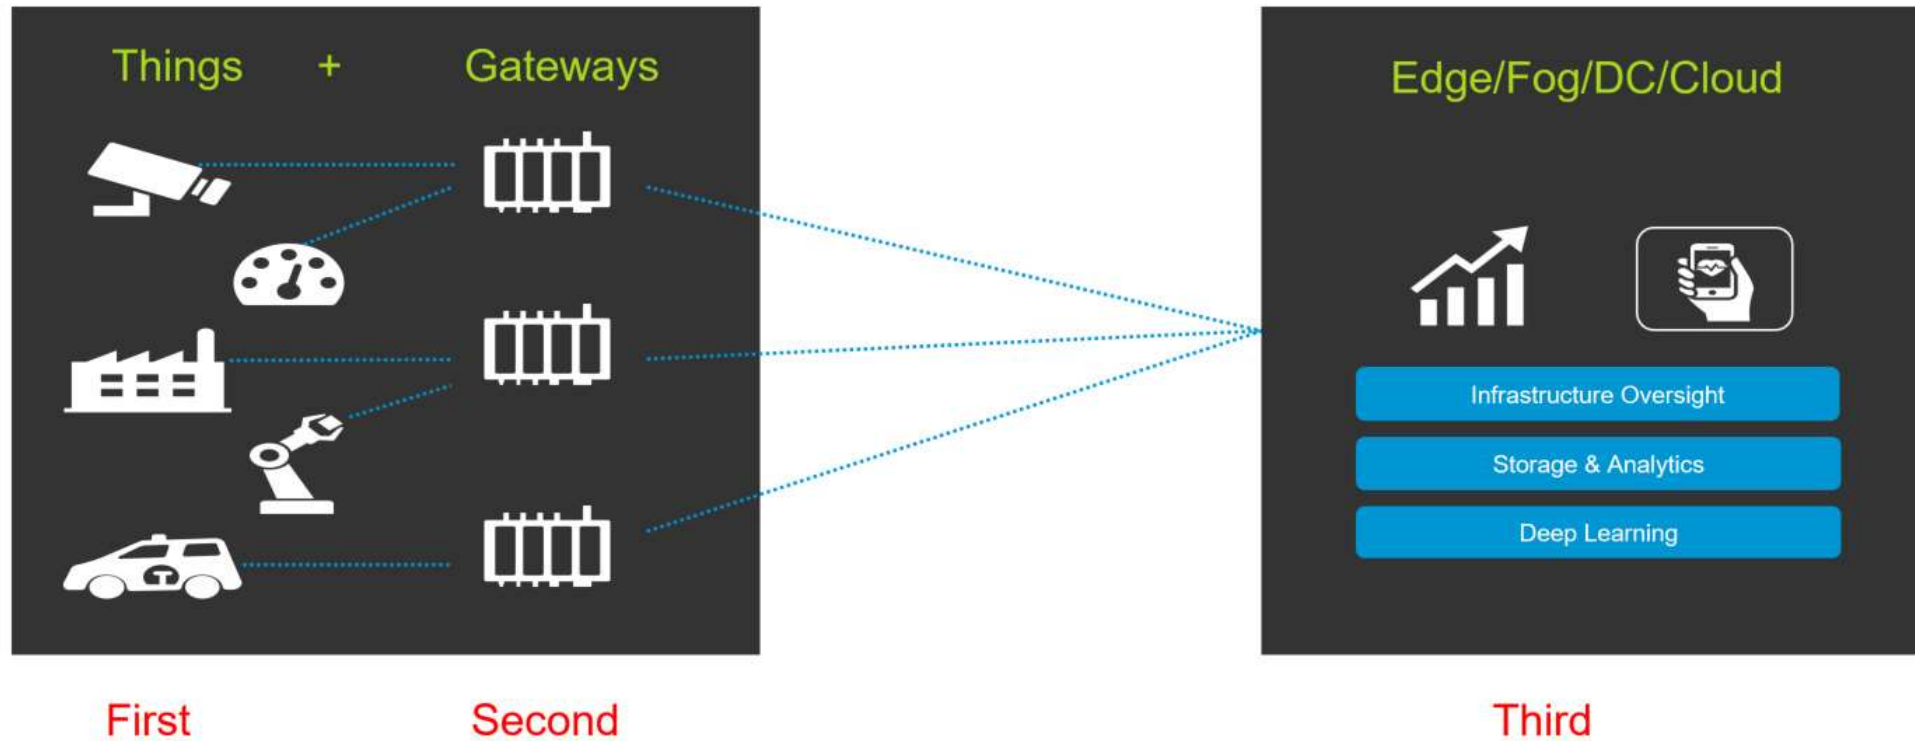 Things + Gateways
Edge/Fog/DC/Cloud
Infrastructure Oversight
Storage & Analytics
Deep Learning
T
First Second Third